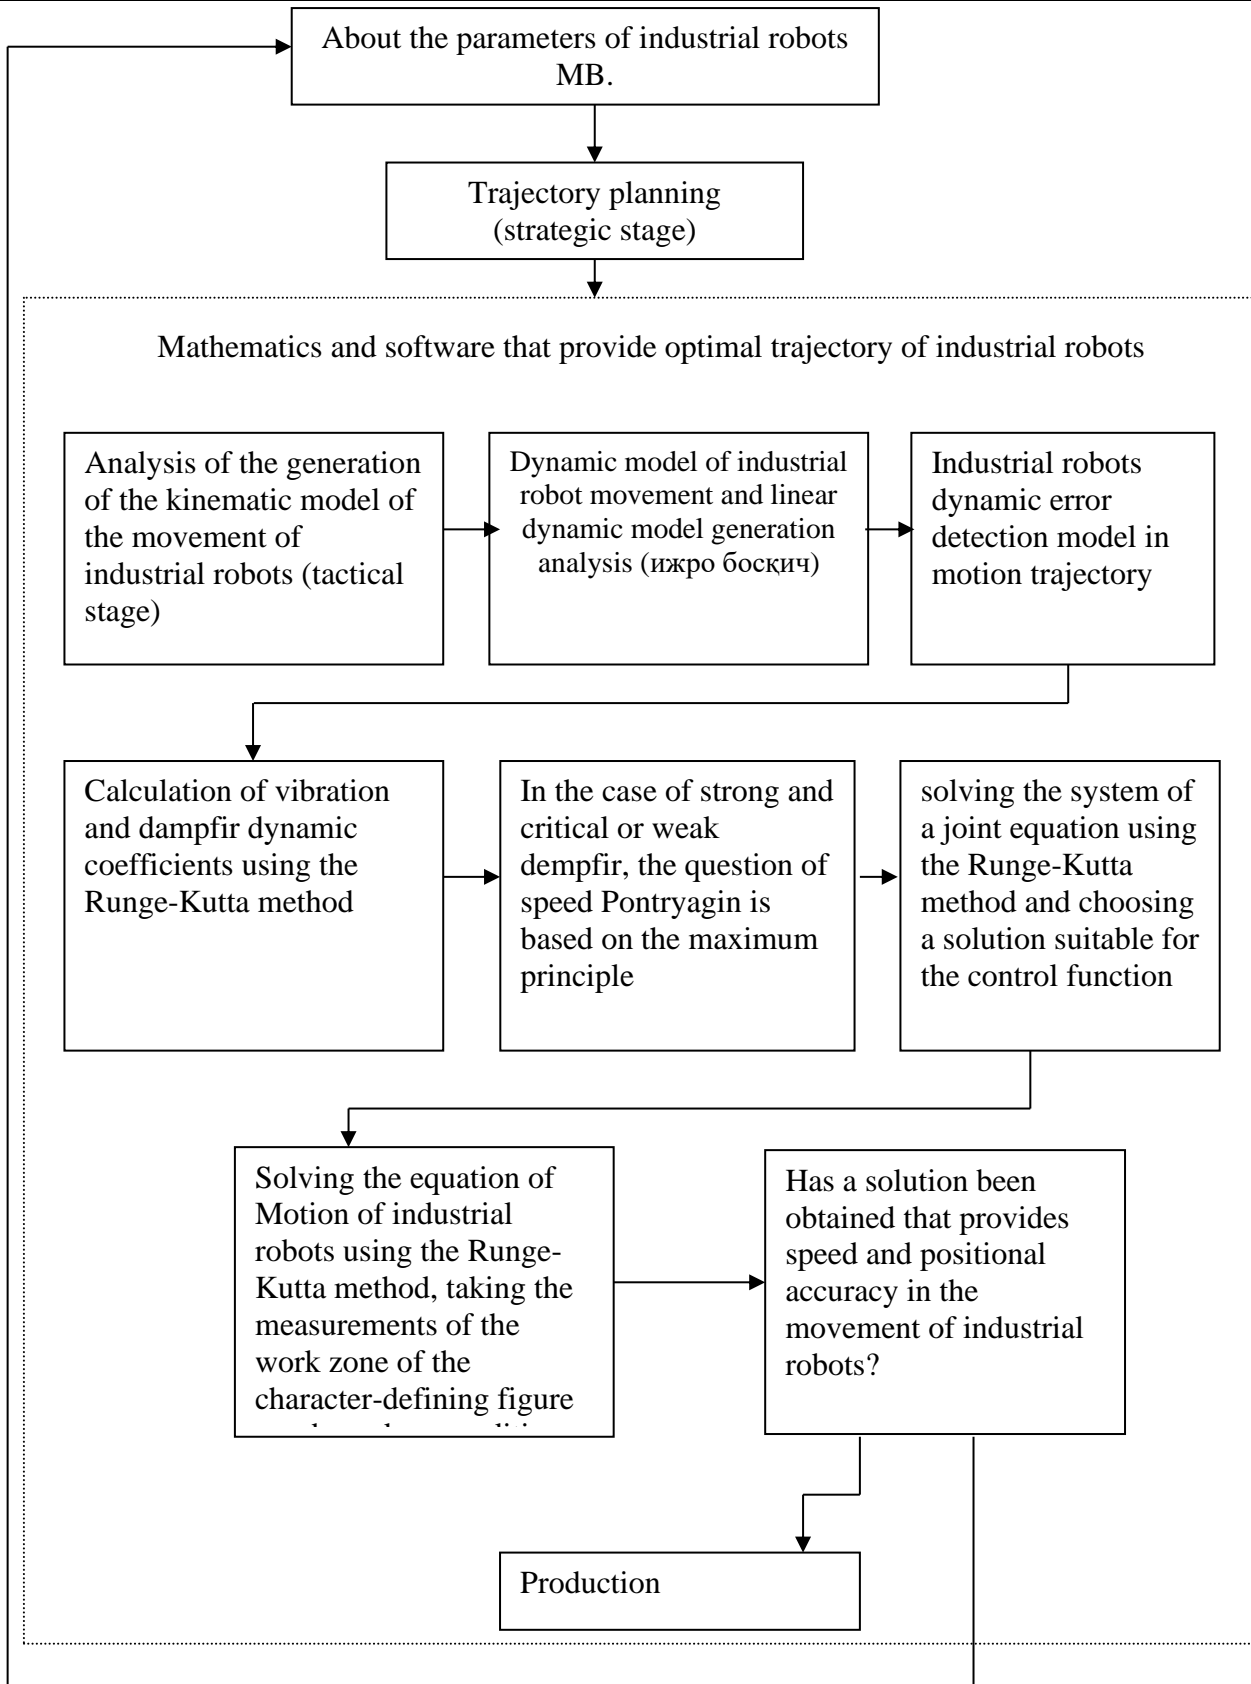 About the parameters of industrial robots
MB.
Trajectory planning
(strategic stage)
Mathematics and software that provide optimal trajectory of industrial robots
Analysis of the generation
of the kinematic model of
the movement of
industrial robots (tactical
stage)
Dynamic model of industrial
robot movement and linear
dynamic model generation
analysis (ижро босқич)
Industrial robots
dynamic error
detection model in
motion trajectory
Calculation of vibration
and dampfir dynamic
coefficients using the
Runge-Kutta method
In the case of strong and
critical or weak
dempfir, the question of
speed Pontryagin is
based on the maximum
principle
solving the system of
a joint equation using
the Runge-Kutta
method and choosing
a solution suitable for
the control function
Solving the equation of
Motion of industrial
robots using the Runge-
Kutta method, taking the
measurements of the
work zone of the
character-defining figure
Has a solution been
obtained that provides
speed and positional
accuracy in the
movement of industrial
robots?
Production